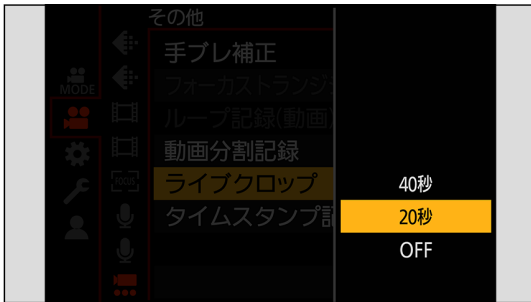 その他
手ブレ補正
フォーカストランジ
ループ記録(動画)
動画分割記録
ライブクロップ
タイムスタンプ記
MODE
FOCUS
40秒
20秒
OFF